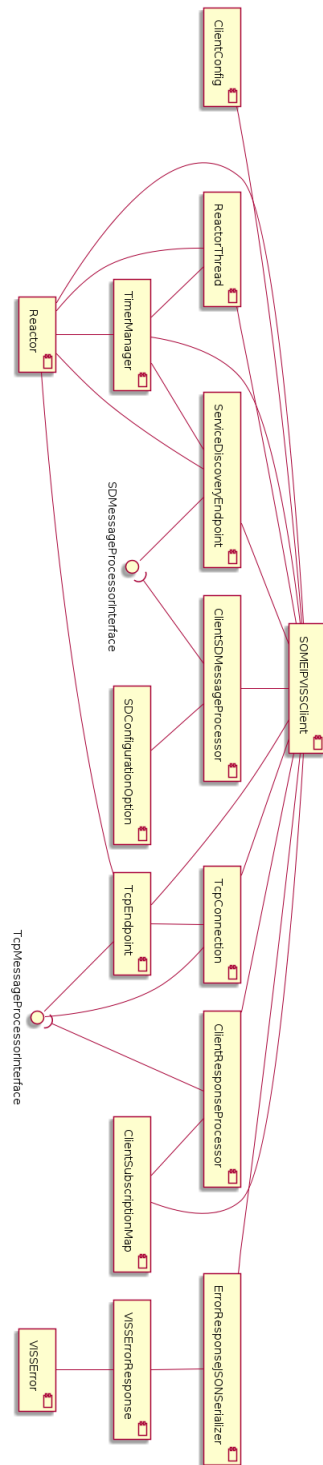 SOMEIPVISSClient
ClientConfig
ReactorThread
ServiceDiscoveryEndpoint
ClientSDMessageProcessor
TcpConnection
ClientResponseProcessor
ErrorResponseJSONSerializer
TimerManager
SDMessageProcessorInterface
SDConfigurationOption
TcpEndpoint
ClientSubscriptionMap
VISSErrorResponse
Reactor
TcpMessageProcessorInterface
VISSError